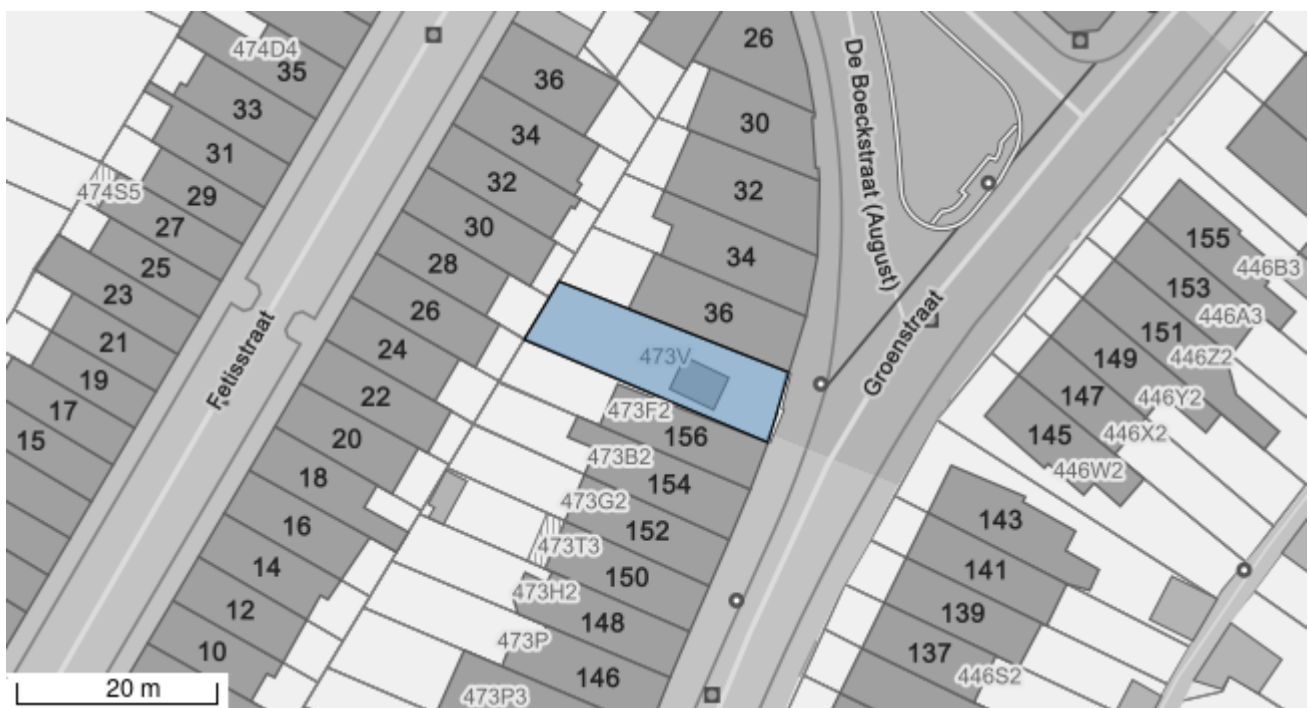 474D4
35
33
31
29
474S5
27
25
23
21
19
17
15
Fetisstraat
36
34
32
30
28
26
24
22
20
18
16
14
12
10
26
30
32
34
36
473V
473F2
156
473B2
154
473G2
152
473T3
150
473H2
148
473P
146
473P3
De Boeckstraat (August)
Groenstraat
155
446B3
153
446A3
151
446Z2
149
446Y2
147
446X2
145
446W2
143
141
139
137
446S2
20 m